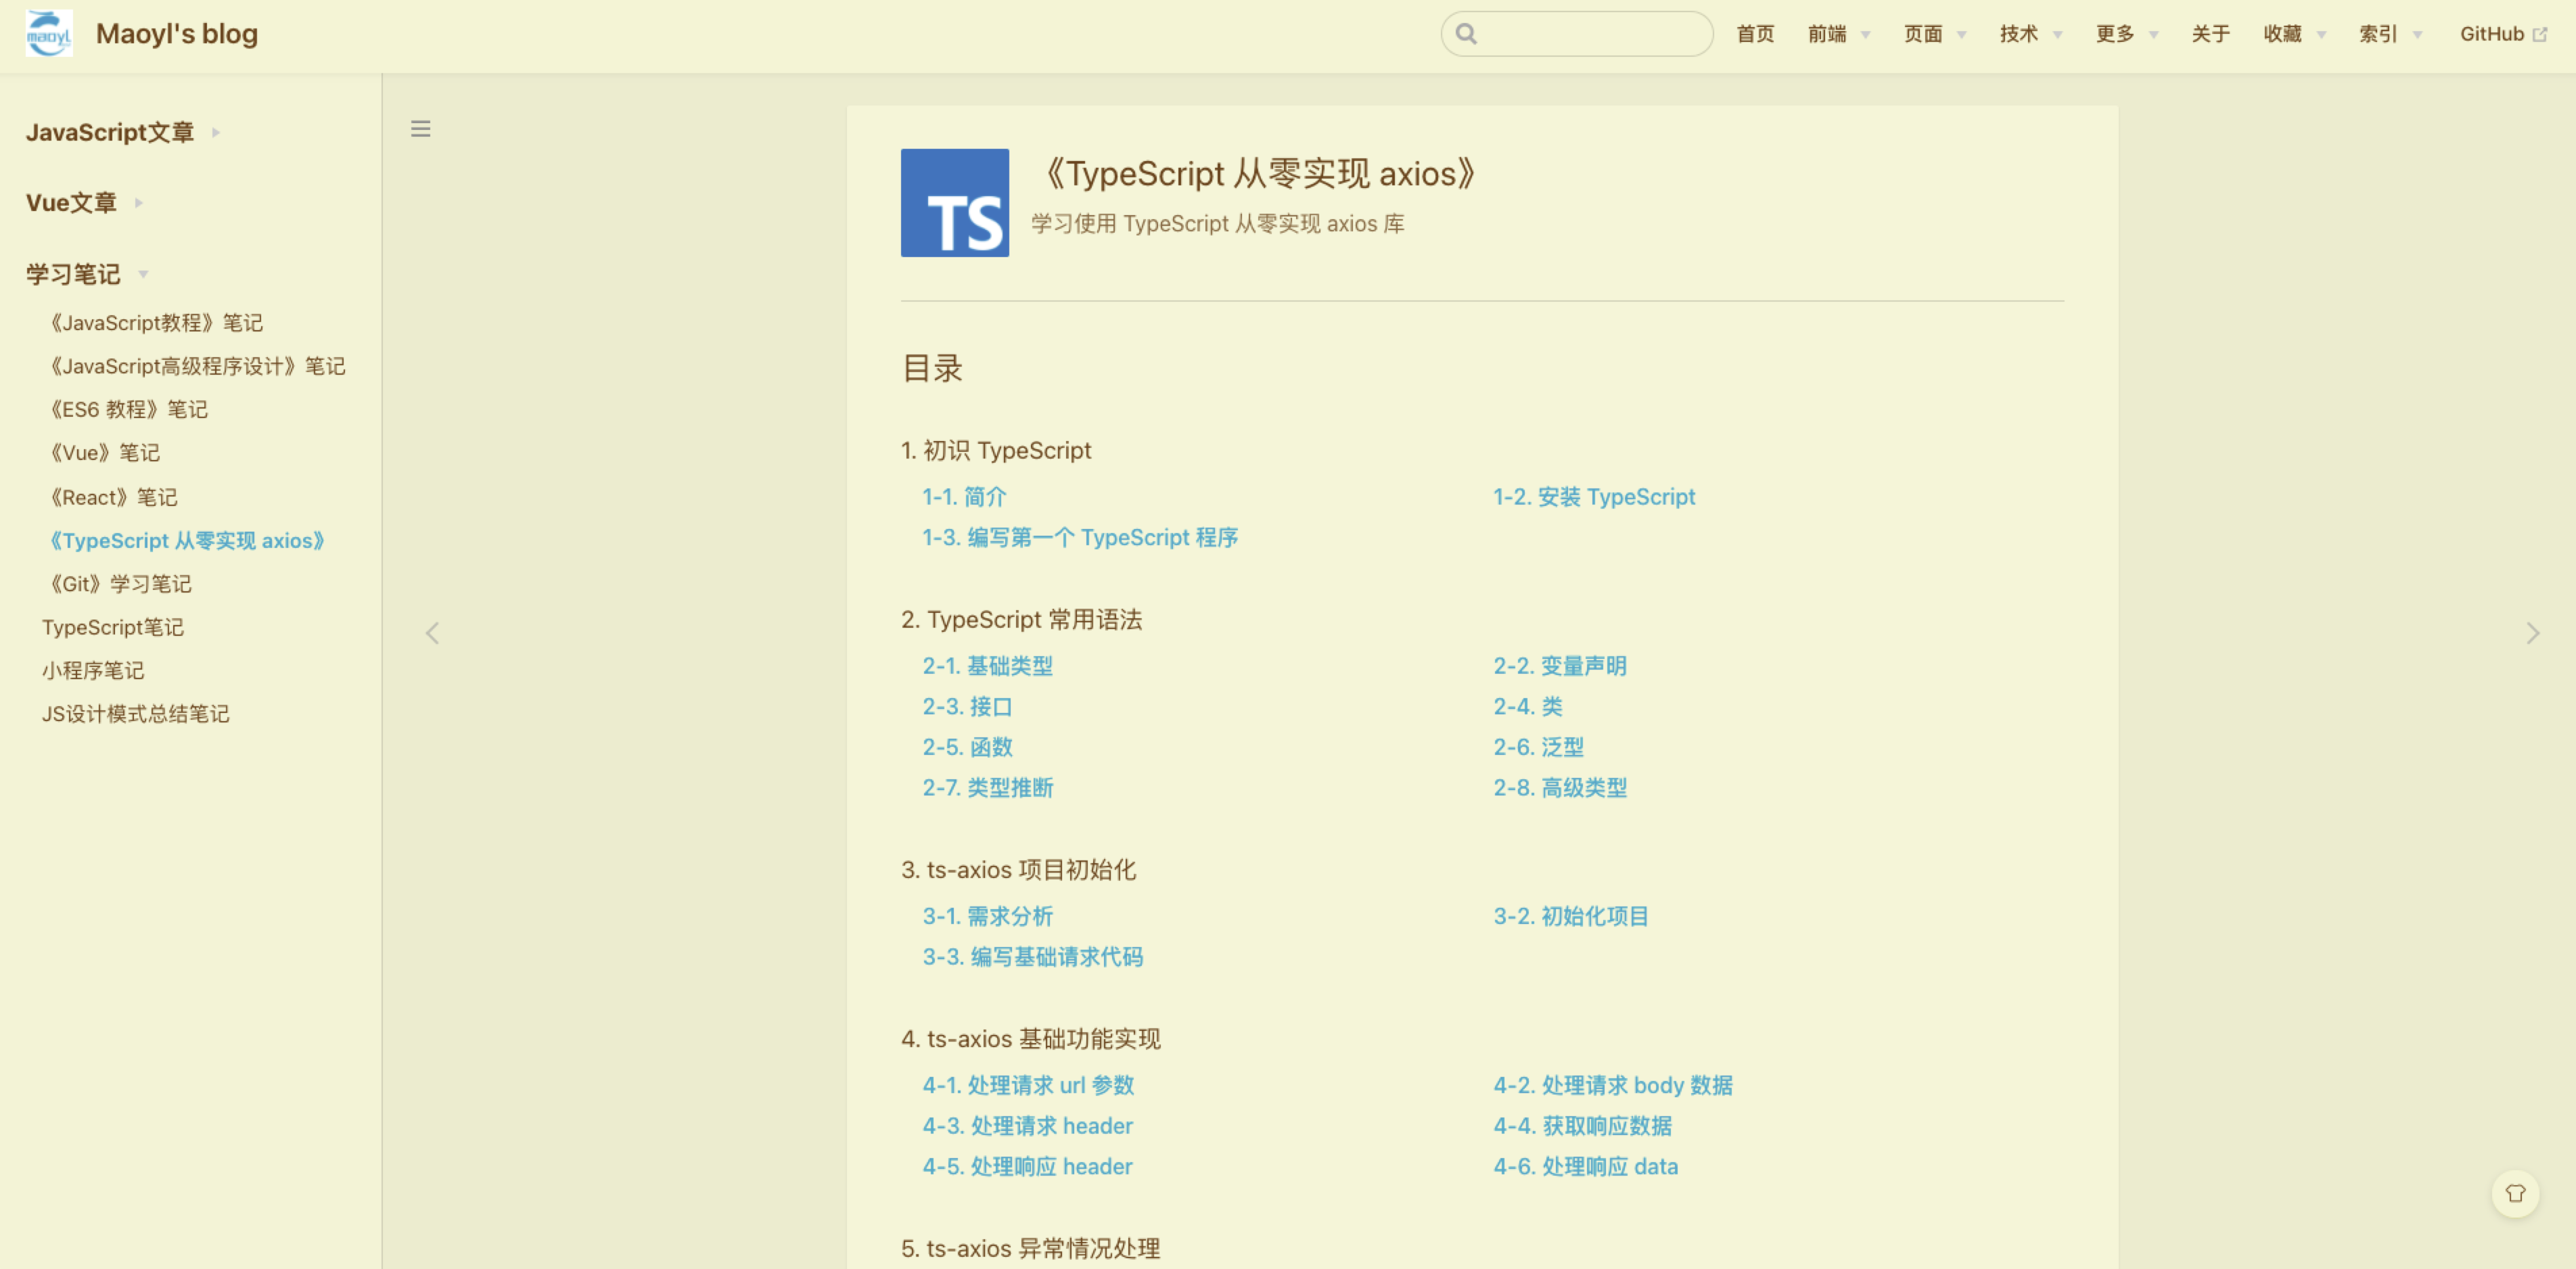 maoyl
Maoyl's blog
首页 前端 页面 技术 更多 关于 收藏 索引 GitHub
JavaScript文章
Vue文章
学习笔记
《JavaScript教程》笔记
《JavaScript高级程序设计》笔记
《ES6 教程》笔记
《Vue》笔记
《React》笔记
《TypeScript 从零实现 axios》
《Git》学习笔记
TypeScript笔记
小程序笔记
JS设计模式总结笔记
TS
《TypeScript 从零实现 axios》
学习使用 TypeScript 从零实现 axios 库
目录
1. 初识 TypeScript
1-1. 简介 1-2. 安装 TypeScript
1-3. 编写第一个 TypeScript 程序
2. TypeScript 常用语法
2-1. 基础类型 2-2. 变量声明
2-3. 接口 2-4. 类
2-5. 函数 2-6. 泛型
2-7. 类型推断 2-8. 高级类型
3. ts-axios 项目初始化
3-1. 需求分析 3-2. 初始化项目
3-3. 编写基础请求代码
4. ts-axios 基础功能实现
4-1. 处理请求 url 参数 4-2. 处理请求 body 数据
4-3. 处理请求 header 4-4. 获取响应数据
4-5. 处理响应 header 4-6. 处理响应 data
5. ts-axios 异常情况处理